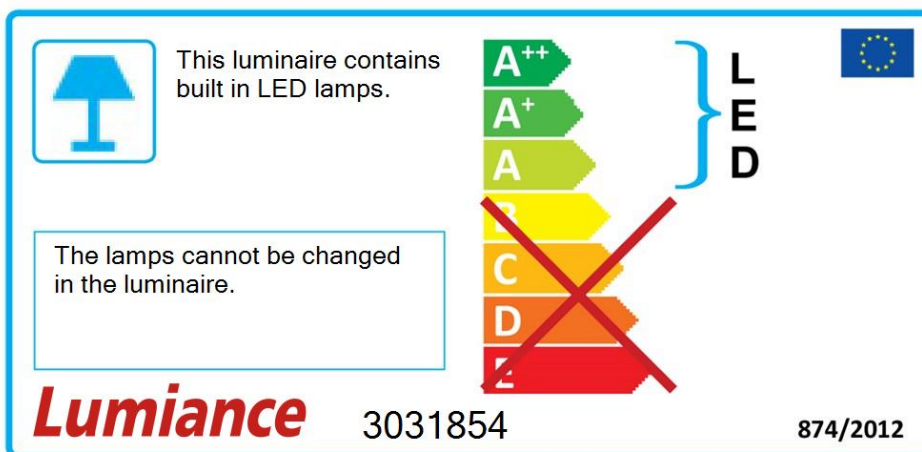 This luminaire contains
built in LED lamps.
The lamps cannot be changed
in the luminaire.
A++
A+
A
B
C
D
E
L
E
D
Lumiance
3031854
874/2012